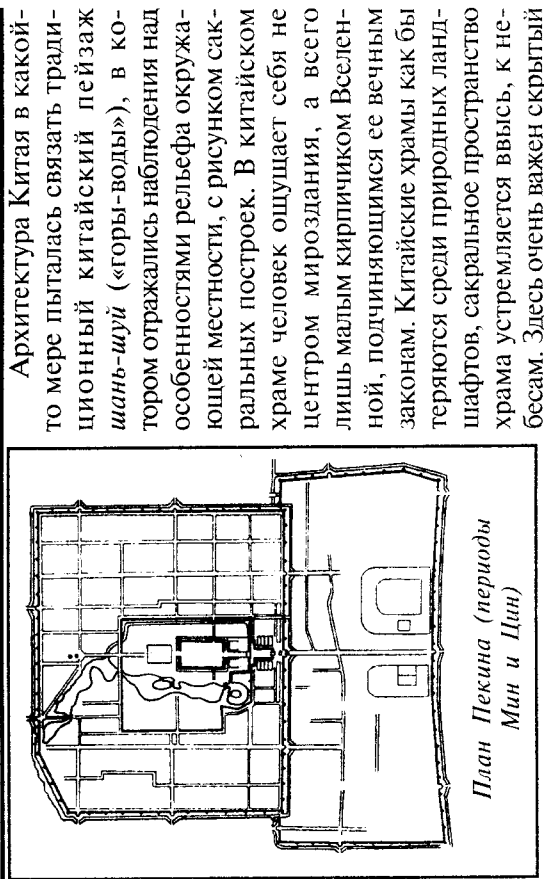 Архитектура Китая в какой-
то мере пыталась связать тради-
ционный китайский пейзаж
шань-шуй («горы-воды»), в ко-
тором отражались наблюдения над
особенностями рельефа окружа-
ющей местности, с рисунком сак-
ральных построек. В китайском
храме человек ощущает себя не
центром мироздания, а всего
лишь малым кирпичиком Вселен-
ной, подчиняющимся ее вечным
законам. Китайские храмы как бы
теряются среди природных ланд-
шафтов, сакральное пространство
храма устремляется ввысь, к не-
бесам. Здесь очень важен скрытый
План Пекина (периоды
Мин и Цин)